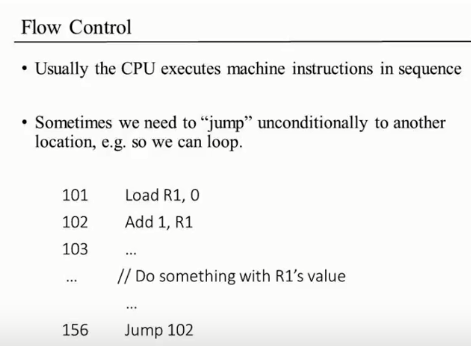 Flow Control
• Usually the CPU executes machine instructions in sequence
• Sometimes we need to “jump” unconditionally to another
location, e.g. so we can loop.
101 Load R1, 0
102 Add 1, R1
103 ...
... // Do something with R1’s value
...
156 Jump 102